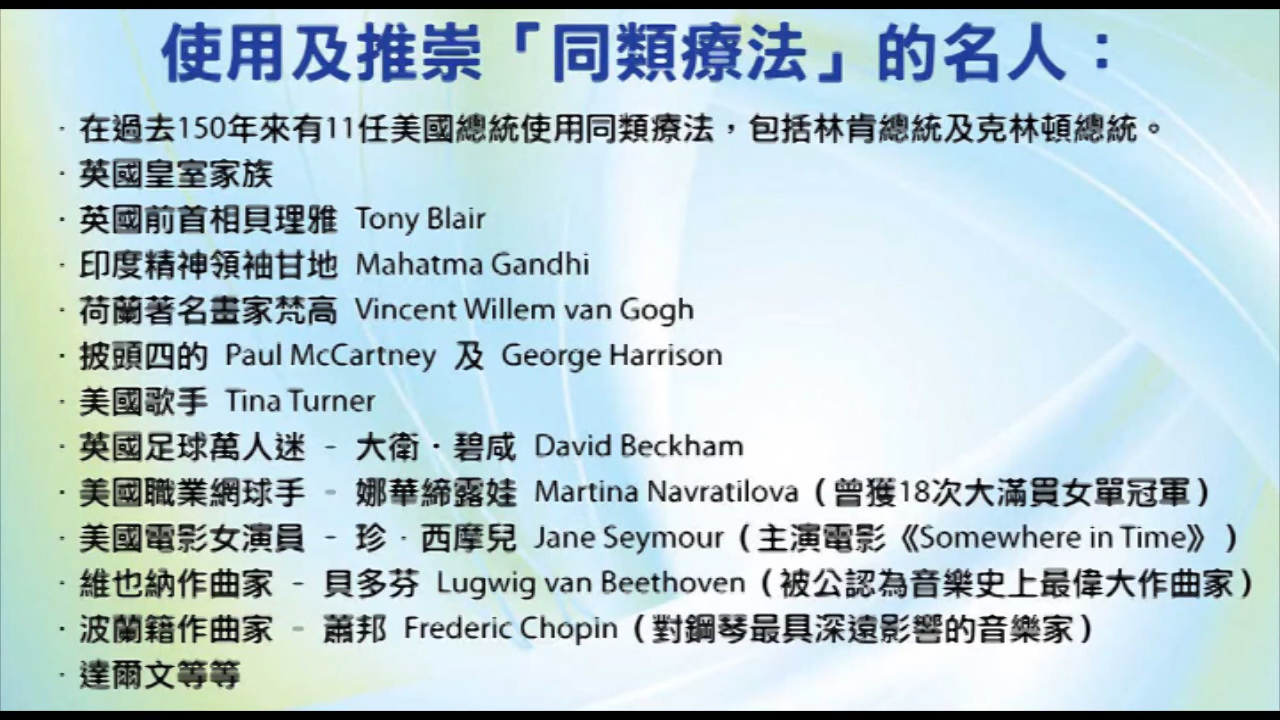 使用及推崇「同類療法」的名人：
· 在過去150年來有11任美國總統使用同類療法，包括林肯總統及克林頓總統。
· 英國皇室家族
· 英國前首相貝理雅 Tony Blair
· 印度精神領袖甘地 Mahatma Gandhi
· 荷蘭著名畫家梵高 Vincent Willem van Gogh
· 披頭四的 Paul McCartney 及 George Harrison
· 美國歌手 Tina Turner
· 英國足球萬人迷 - 大衛·碧咸 David Beckham
· 美國職業網球手 - 娜華締露娃 Martina Navratilova（曾獲18次大滿貫女單冠軍）
· 美國電影女演員 - 珍·西摩兒 Jane Seymour（主演電影《Somewhere in Time》）
· 維也納作曲家 - 貝多芬 Lugwig van Beethoven（被公認為音樂史上最偉大作曲家）
· 波蘭籍作曲家 - 蕭邦 Frederic Chopin（對鋼琴最具深遠影響的音樂家）
· 達爾文等等